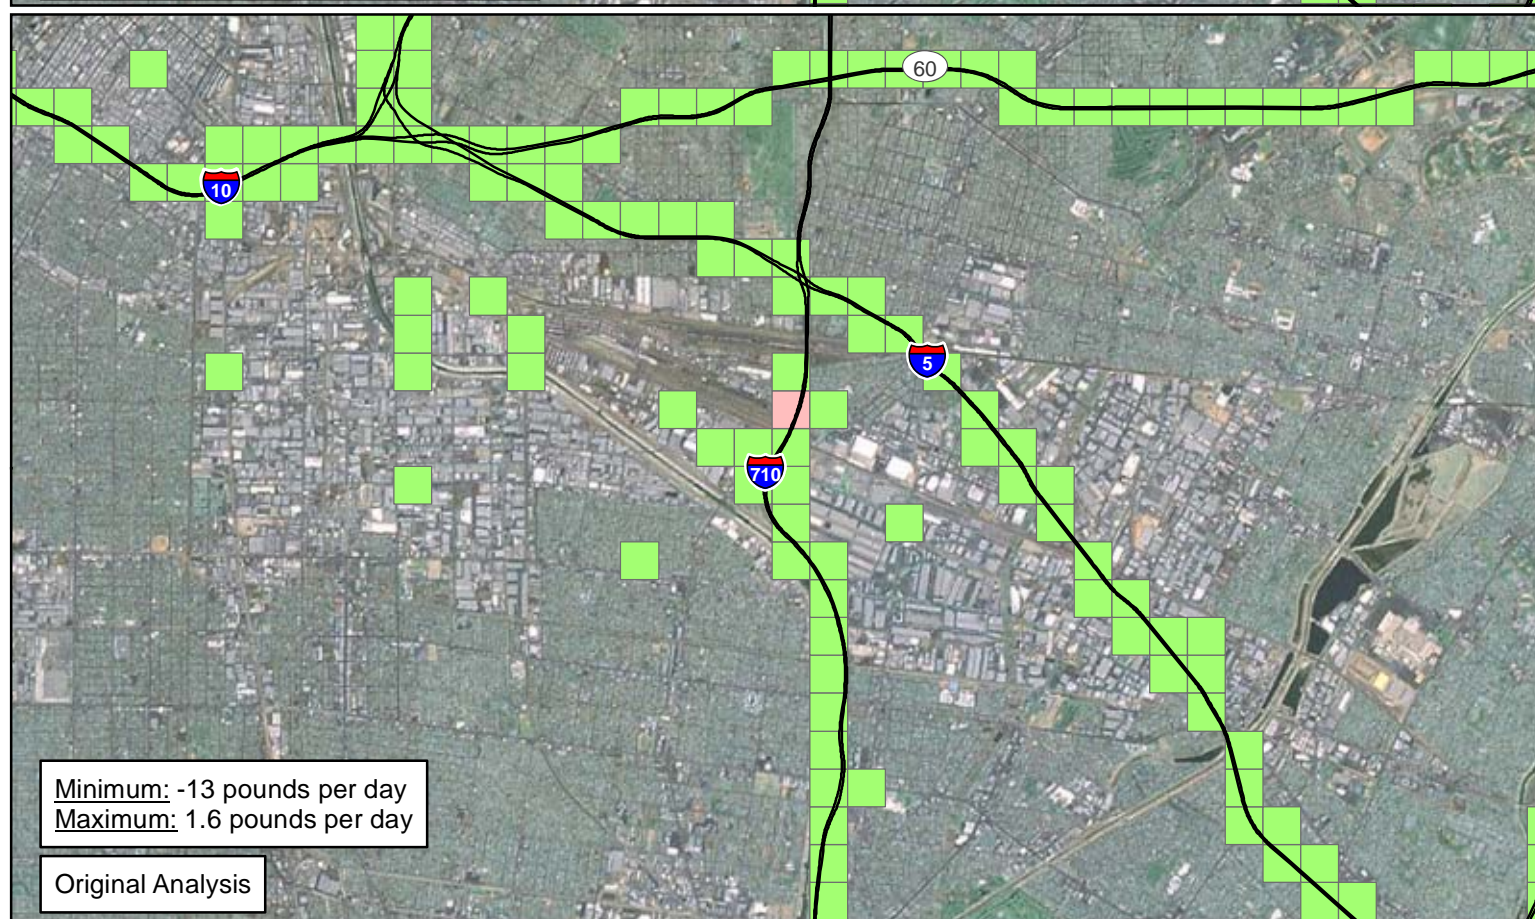 60
10
5
710
Minimum: -13 pounds per day
Maximum: 1.6 pounds per day
Original Analysis